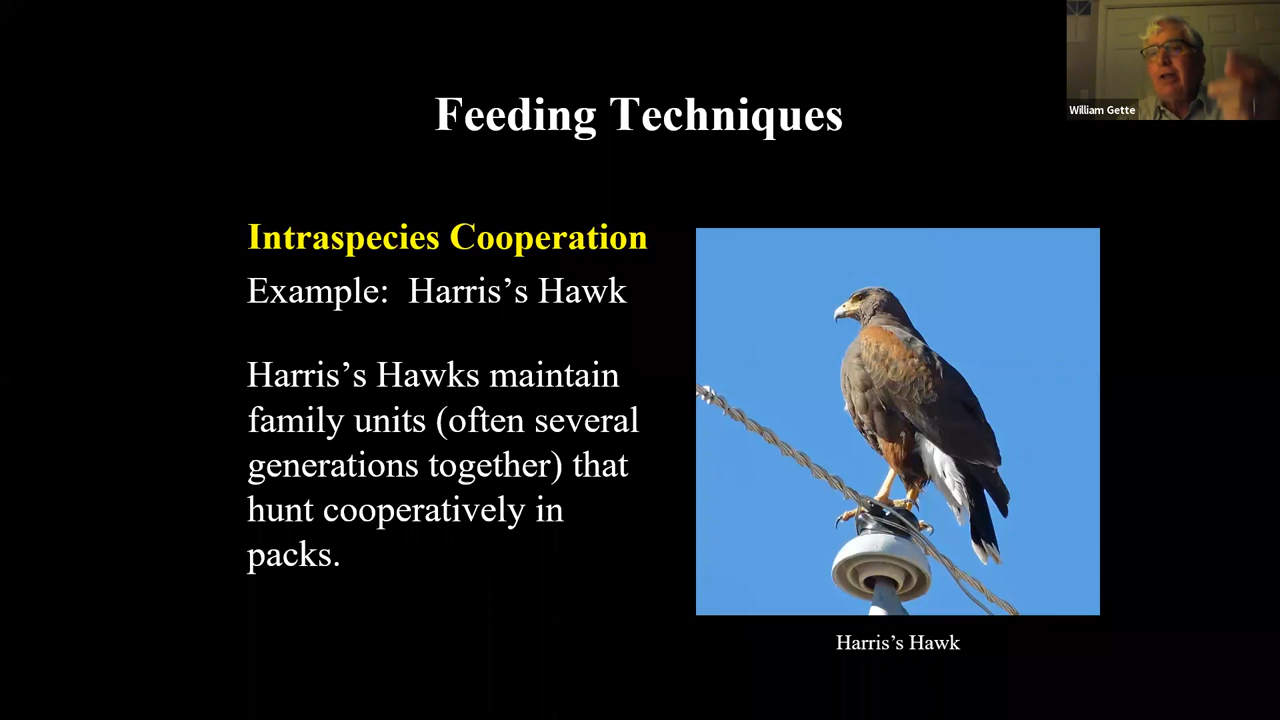 William Gette
Feeding Techniques
Intraspecies Cooperation
Example: Harris’s Hawk
Harris’s Hawks maintain
family units (often several
generations together) that
hunt cooperatively in
packs.
Harris’s Hawk